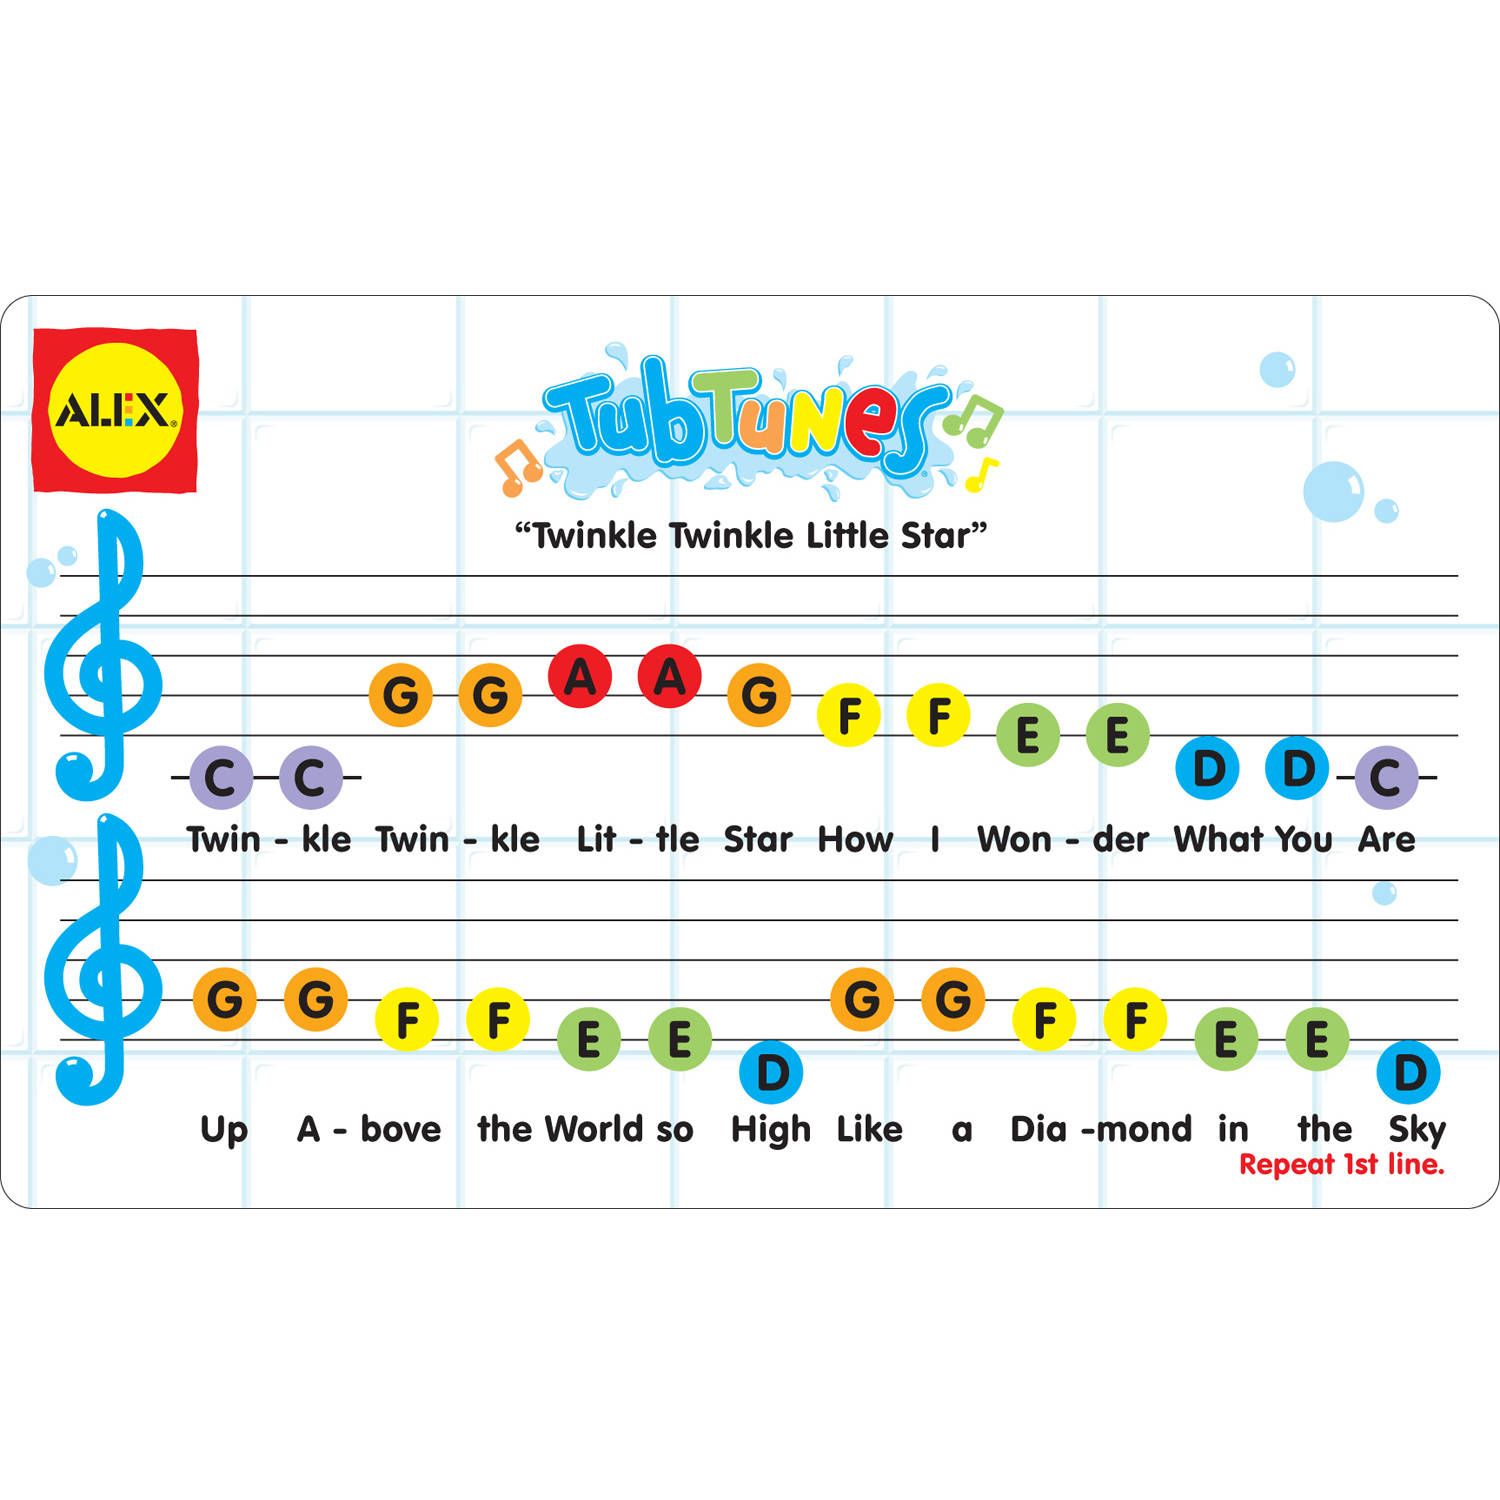 ALEX®
TubTunes®
“Twinkle Twinkle Little Star”
C C G G A A G F F E E D D C
Twin - kle Twin - kle Lit - tle Star How I Won - der What You Are
G G F F E E D G G F F E E D
Up A - bove the World so High Like a Dia -mond in the Sky
Repeat 1st line.